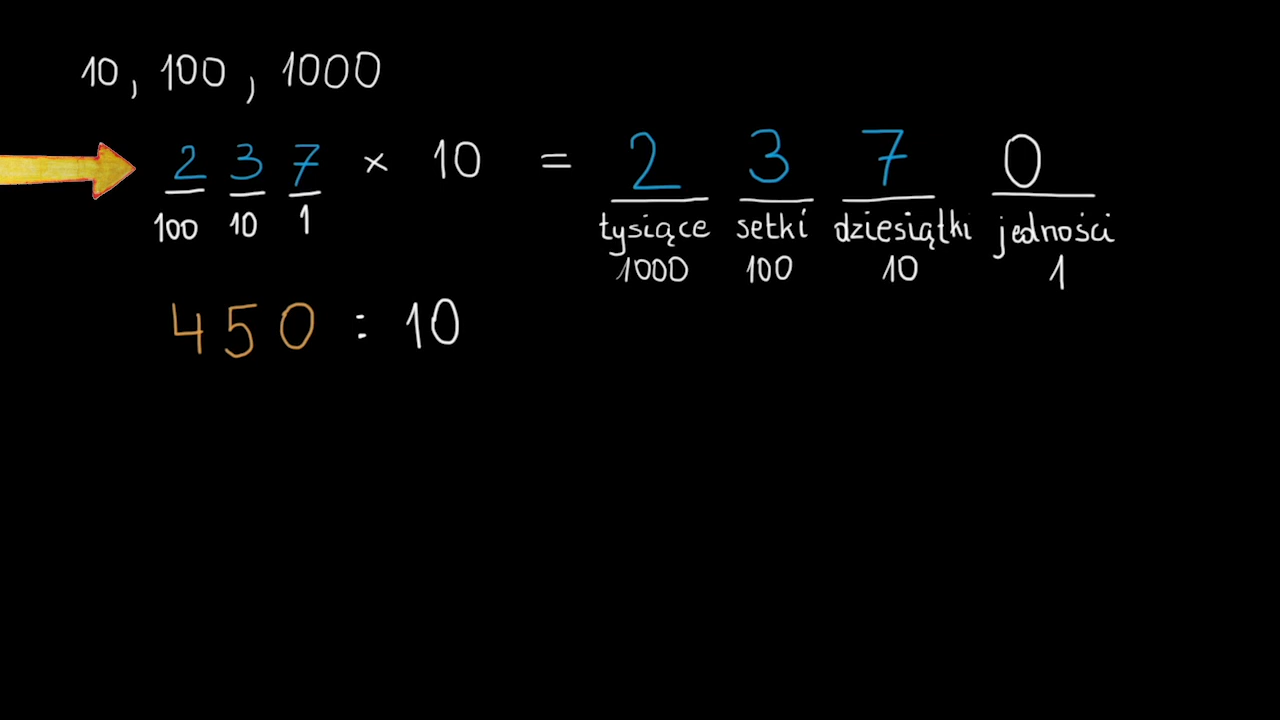 10, 100, 1000
2 3 7 × 10 = 2 3 7 0
100 10 1 tysiące setki dziesiątki jedności
1000 100 10 1
450 : 10